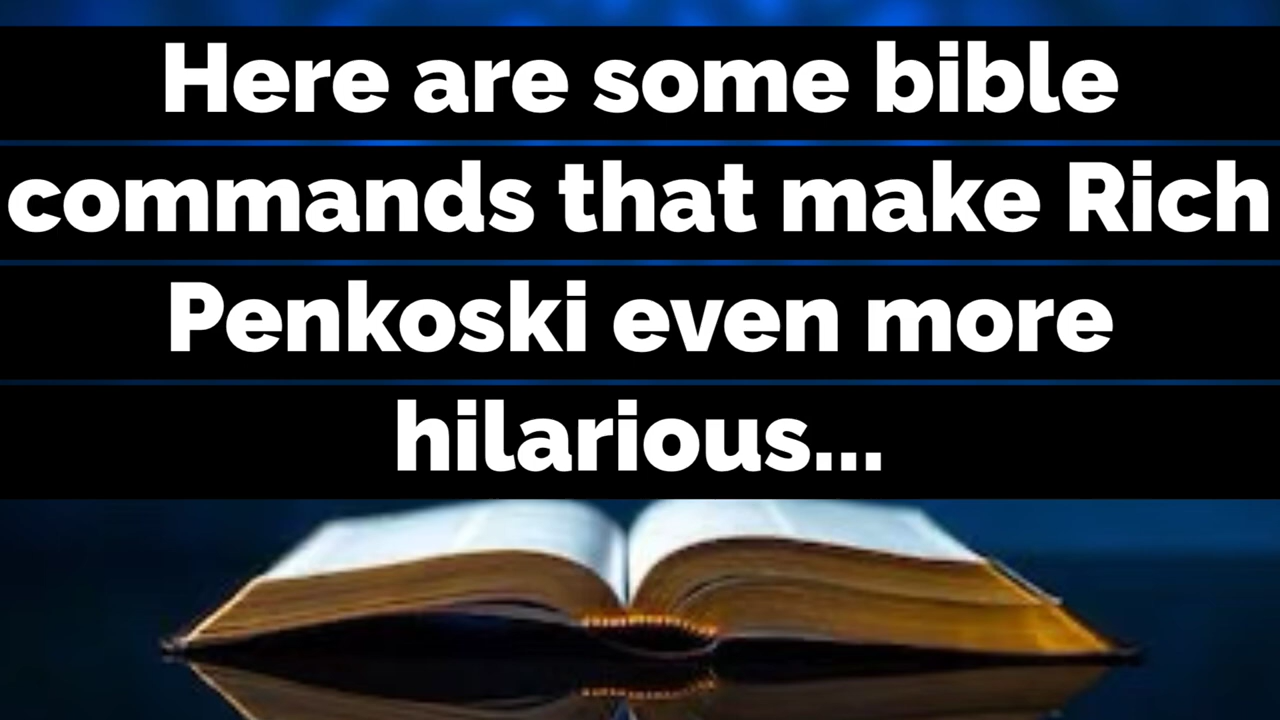 Here are some bible
commands that make Rich
Penkoski even more
hilarious...